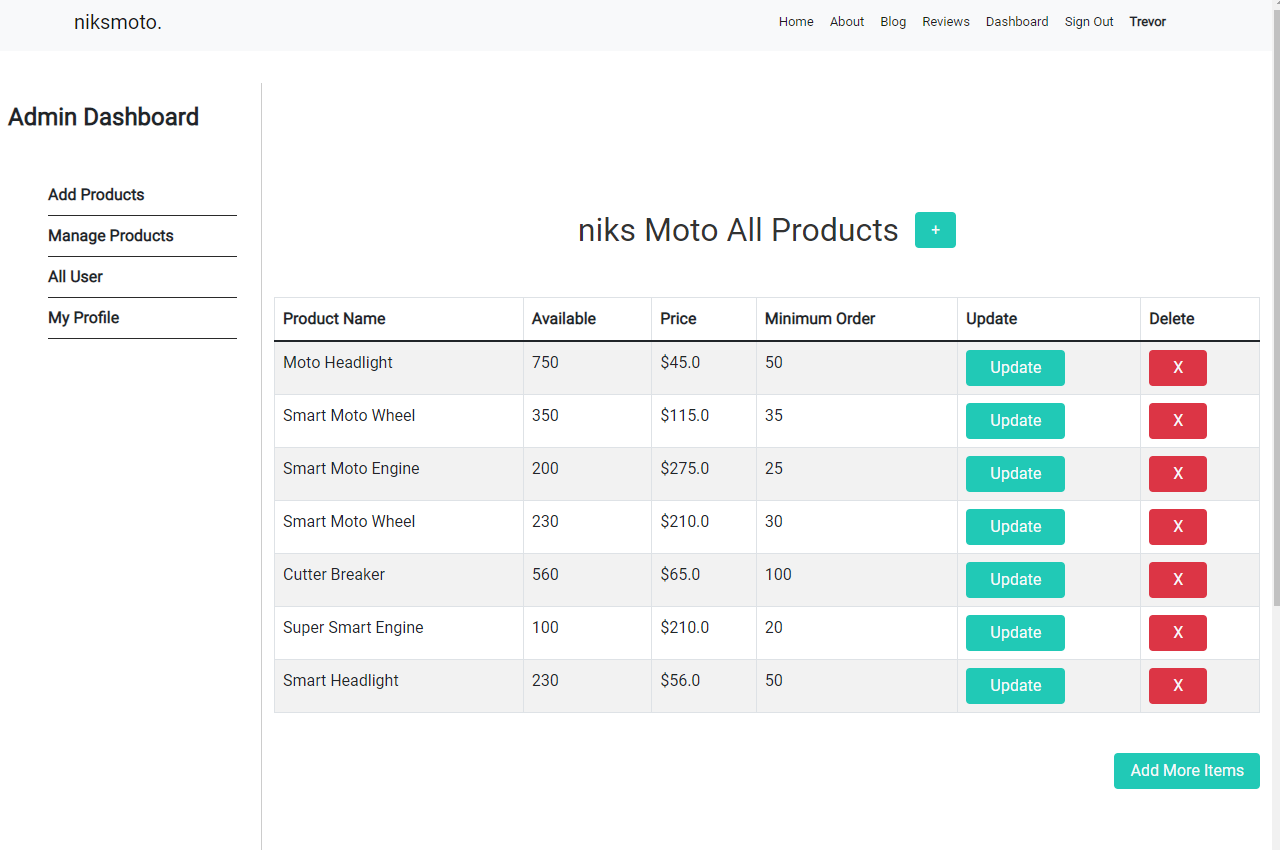 niksmoto.
Home About Blog Reviews Dashboard Sign Out Trevor
Admin Dashboard
Add Products
Manage Products
All User
My Profile
niks Moto All Products +
Product Name Available Price Minimum Order Update Delete
Moto Headlight 750 $45.0 50 Update X
Smart Moto Wheel 350 $115.0 35 Update X
Smart Moto Engine 200 $275.0 25 Update X
Smart Moto Wheel 230 $210.0 30 Update X
Cutter Breaker 560 $65.0 100 Update X
Super Smart Engine 100 $210.0 20 Update X
Smart Headlight 230 $56.0 50 Update X
Add More Items